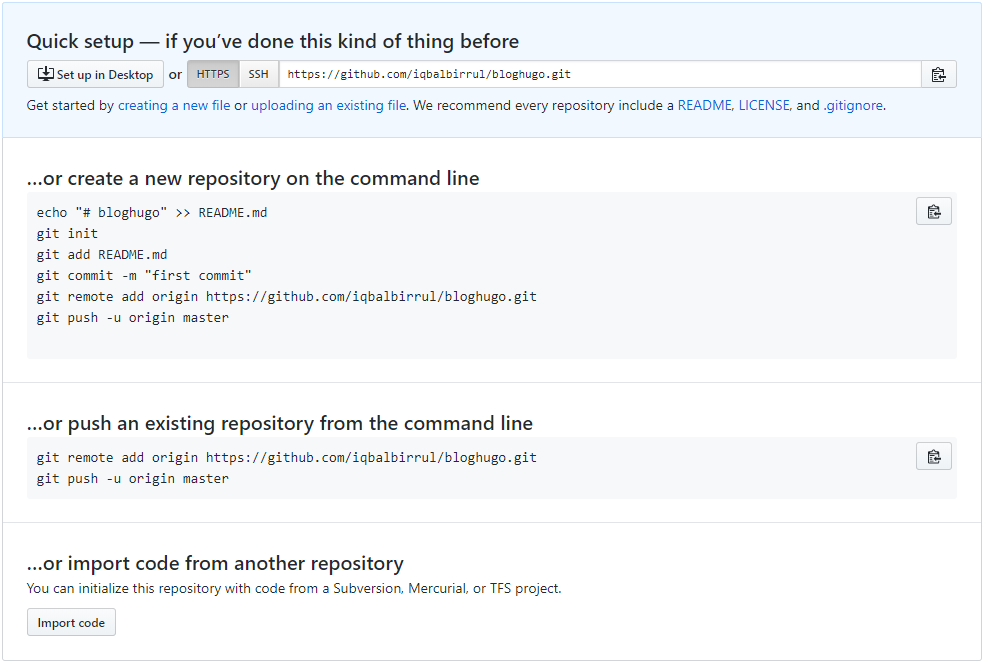 Quick setup — if you’ve done this kind of thing before
Set up in Desktop or HTTPS SSH https://github.com/iqbalbirrul/bloghugo.git
Get started by creating a new file or uploading an existing file. We recommend every repository include a README, LICENSE, and .gitignore.
…or create a new repository on the command line
echo "# bloghugo" >> README.md
git init
git add README.md
git commit -m "first commit"
git remote add origin https://github.com/iqbalbirrul/bloghugo.git
git push -u origin master
…or push an existing repository from the command line
git remote add origin https://github.com/iqbalbirrul/bloghugo.git
git push -u origin master
…or import code from another repository
You can initialize this repository with code from a Subversion, Mercurial, or TFS project.
Import code